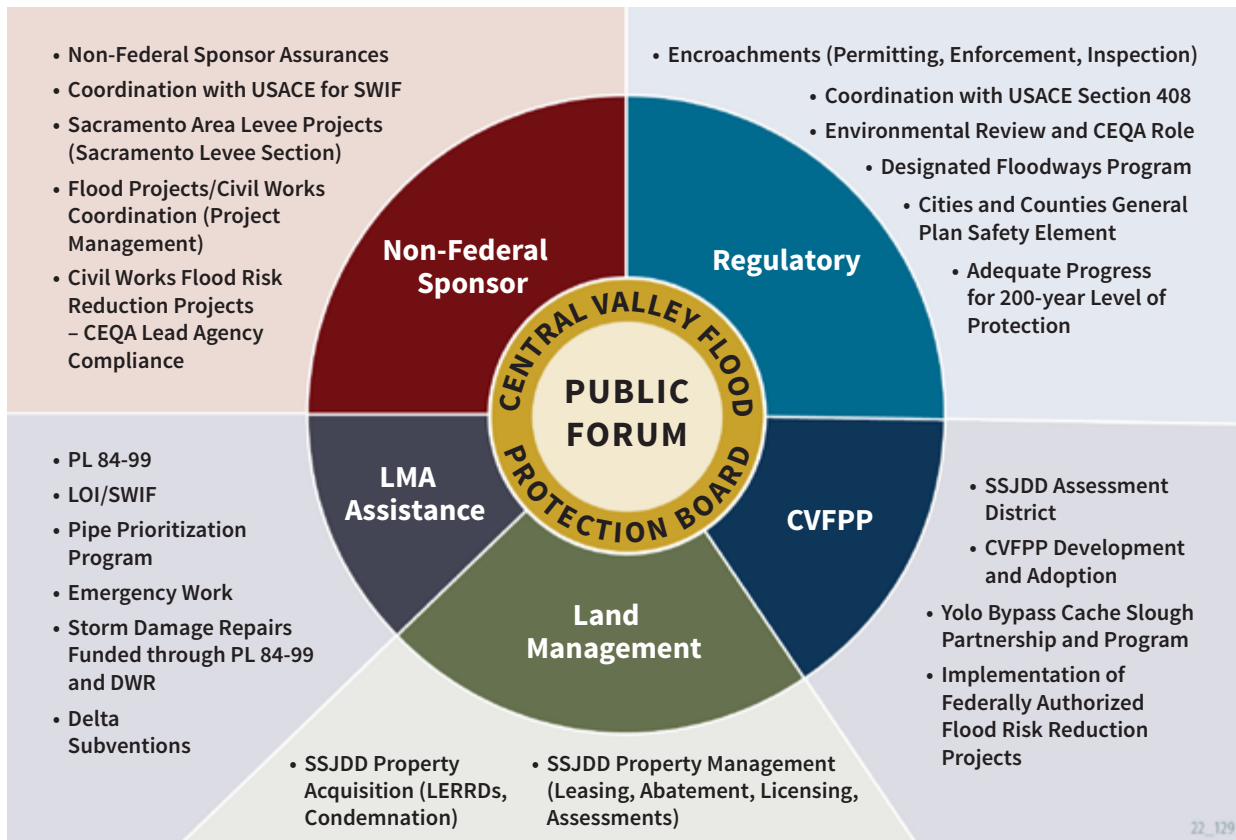 • Non-Federal Sponsor Assurances
• Coordination with USACE for SWIF
• Sacramento Area Levee Projects
(Sacramento Levee Section)
• Flood Projects/Civil Works
Coordination (Project
Management)
• Civil Works Flood Risk
Reduction Projects
– CEQA Lead Agency
Compliance
Non-Federal
Sponsor
• Encroachments (Permitting, Enforcement, Inspection)
• Coordination with USACE Section 408
• Environmental Review and CEQA Role
• Designated Floodways Program
• Cities and Counties General
Plan Safety Element
• Adequate Progress
for 200-year Level of
Protection
Regulatory
CENTRAL VALLEY FLOOD
PROTECTION BOARD
PUBLIC
FORUM
LMA
Assistance
• PL 84-99
• LOI/SWIF
• Pipe Prioritization
Program
• Emergency Work
• Storm Damage Repairs
Funded through PL 84-99
and DWR
• Delta
Subventions
CVFPP
• SSJDD Assessment
District
• CVFPP Development
and Adoption
• Yolo Bypass Cache Slough
Partnership and Program
• Implementation of
Federally Authorized
Flood Risk Reduction
Projects
Land
Management
• SSJDD Property
Acquisition (LERRDs,
Condemnation)
• SSJDD Property Management
(Leasing, Abatement, Licensing,
Assessments)
22_129